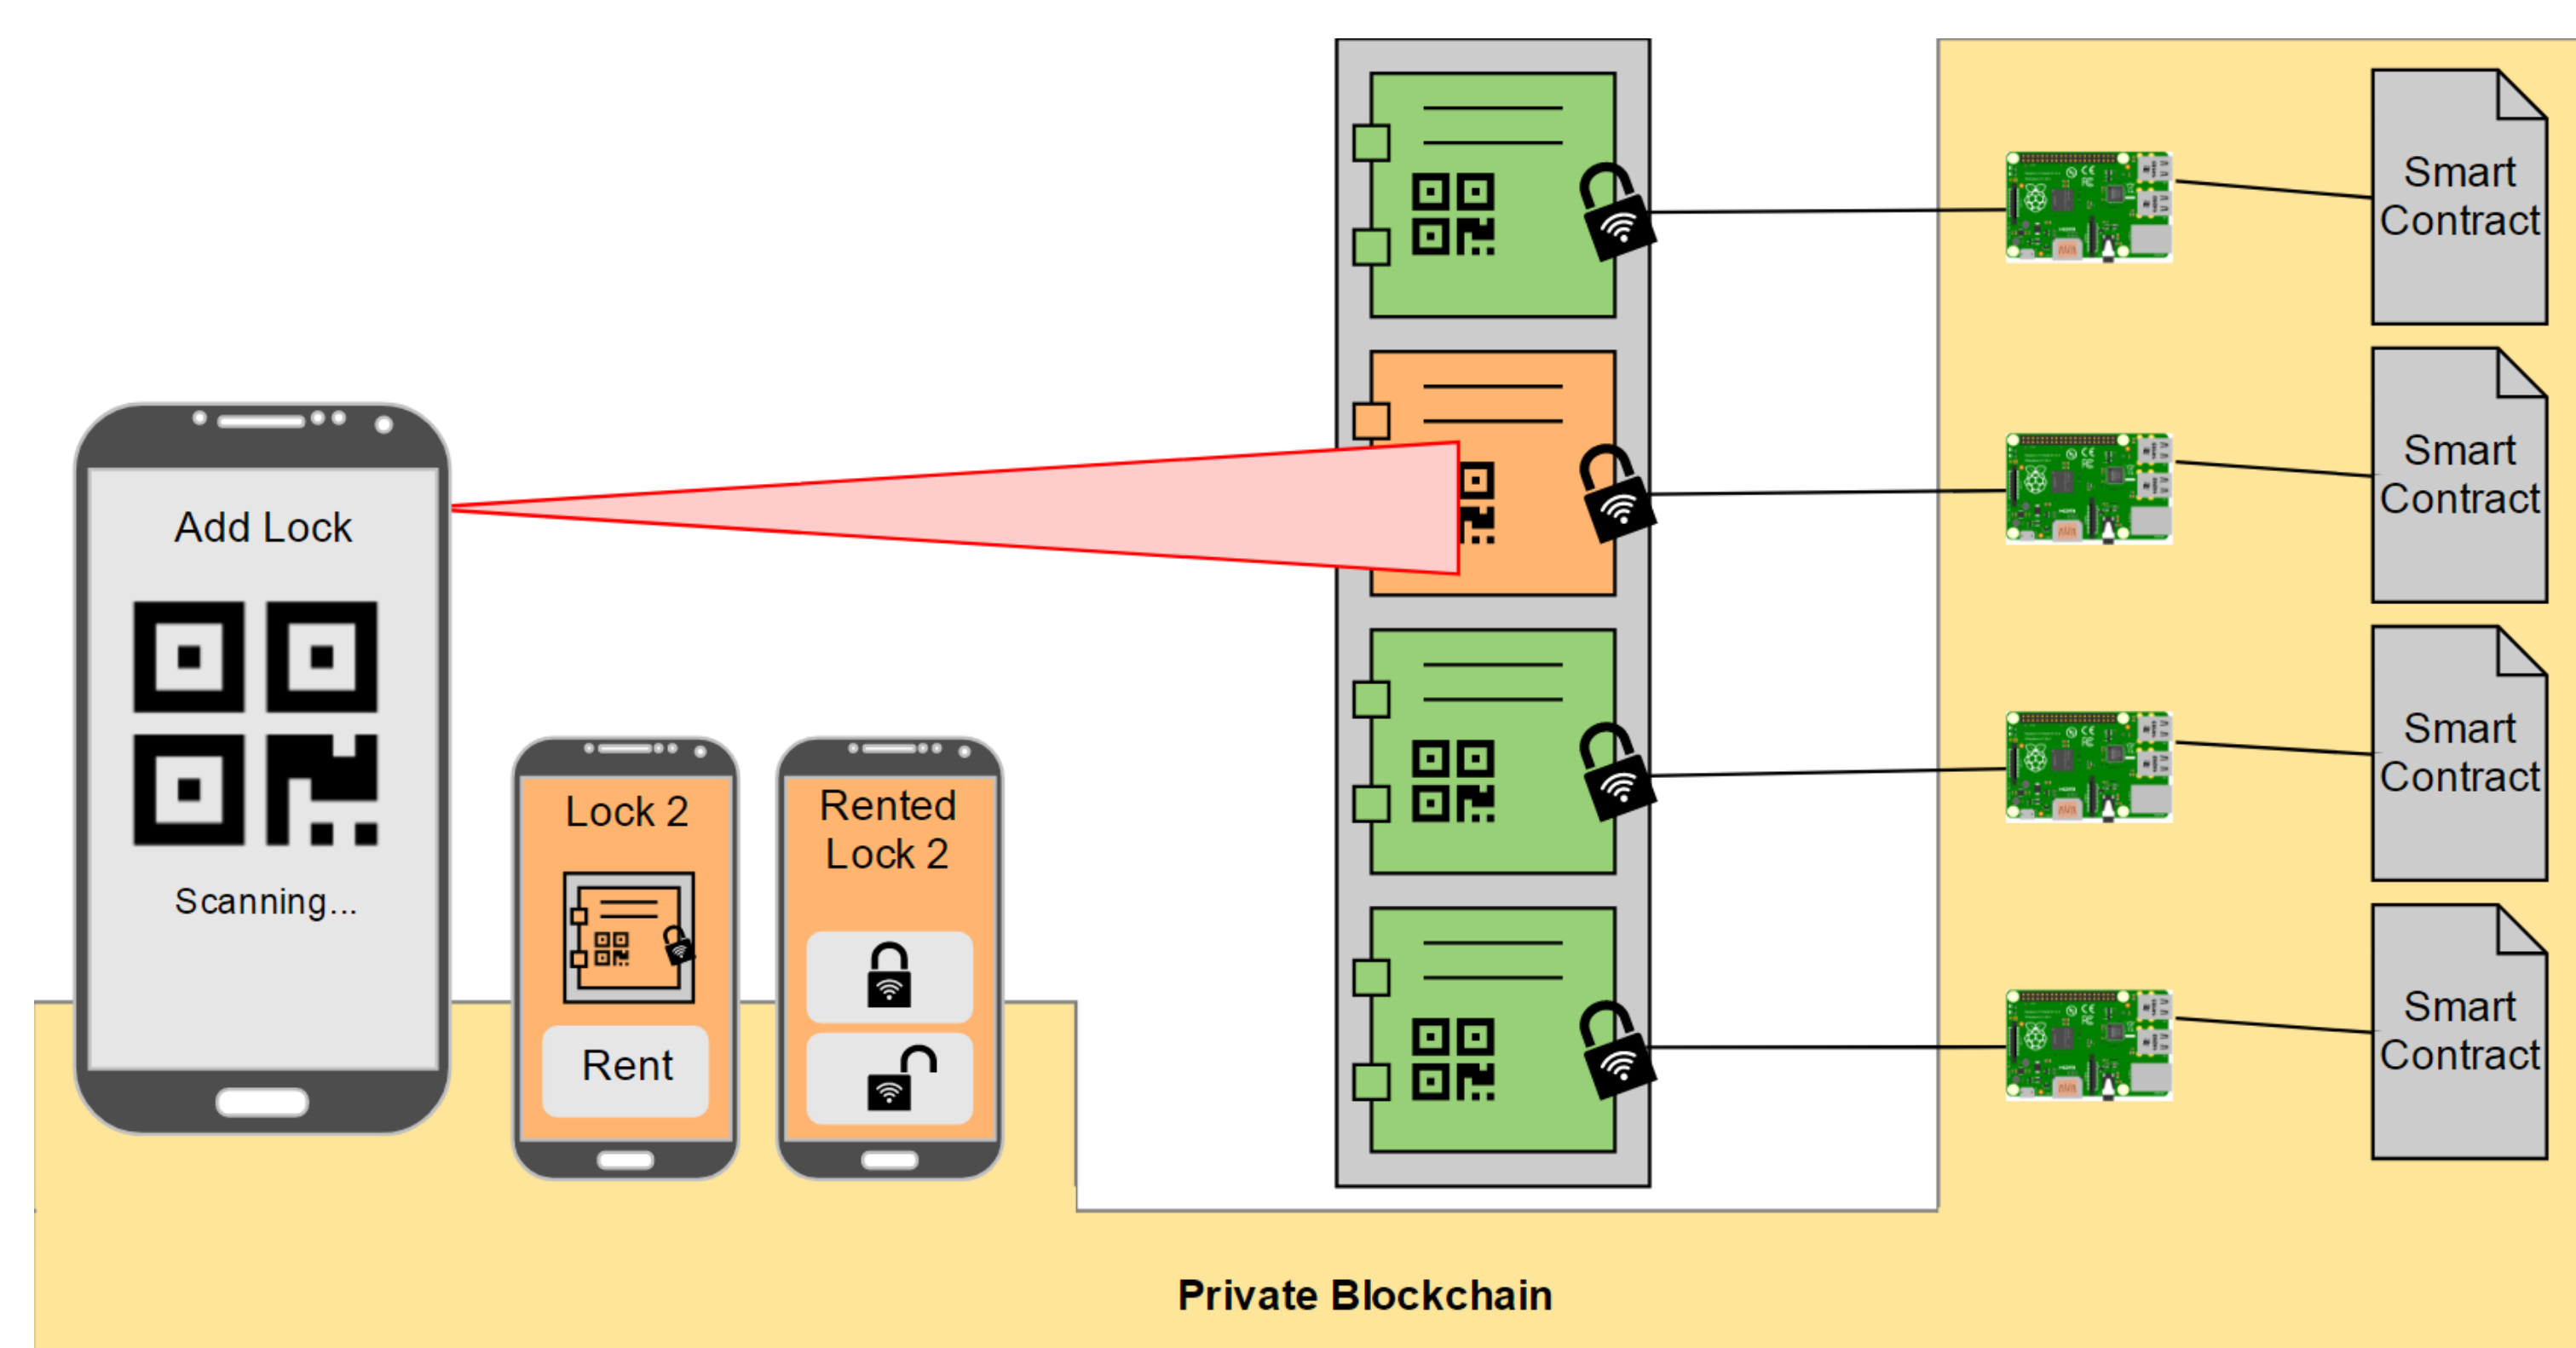 Add Lock
Scanning...
Lock 2
Rent
Rented
Lock 2
Smart
Contract
Smart
Contract
Smart
Contract
Smart
Contract
Private Blockchain